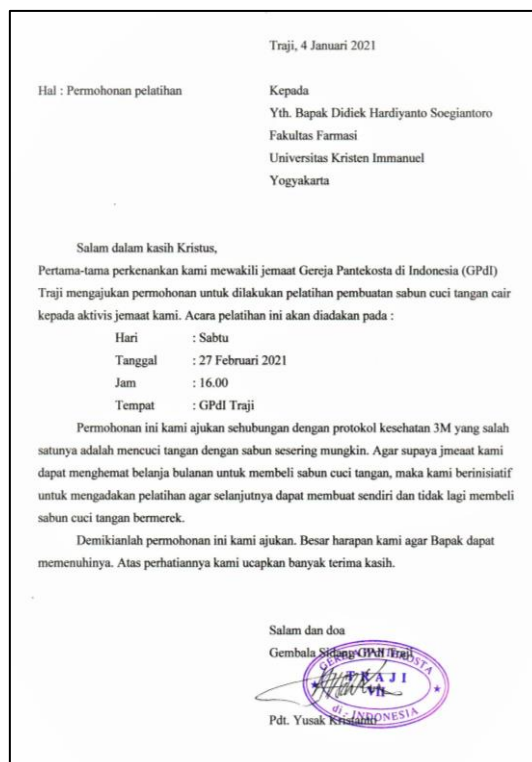 Traji, 4 Januari 2021
Hal : Permohonan pelatihan
Kepada
Yth. Bapak Didiek Hardiyanto Soegiantoro
Fakultas Farmasi
Universitas Kristen Immanuel
Yogyakarta
Salam dalam kasih Kristus,
Pertama-tama perkenankan kami mewakili jemaat Gereja Pantekosta di Indonesia (GPdI)
Traji mengajukan permohonan untuk dilakukan pelatihan pembuatan sabun cuci tangan cair
kepada aktivis jemaat kami. Acara pelatihan ini akan diadakan pada :
Hari : Sabtu
Tanggal : 27 Februari 2021
Jam : 16.00
Tempat : GPdI Traji
Permohonan ini kami ajukan sehubungan dengan protokol kesehatan 3M yang salah
satunya adalah mencuci tangan dengan sabun sesering mungkin. Agar supaya jmeaat kami
dapat menghemat belanja bulanan untuk membeli sabun cuci tangan, maka kami berinisiatif
untuk mengadakan pelatihan agar selanjutnya dapat membuat sendiri dan tidak lagi membeli
sabun cuci tangan bermerek.
Demikianlah permohonan ini kami ajukan. Besar harapan kami agar Bapak dapat
memenuhinya. Atas perhatiannya kami ucapkan banyak terima kasih.
Salam dan doa
Gembala Sidang GPdI Traji
GEREJA PANTEKOSTA
TRAJI
VII
di - INDONESIA
Pdt. Yusak Kristanto